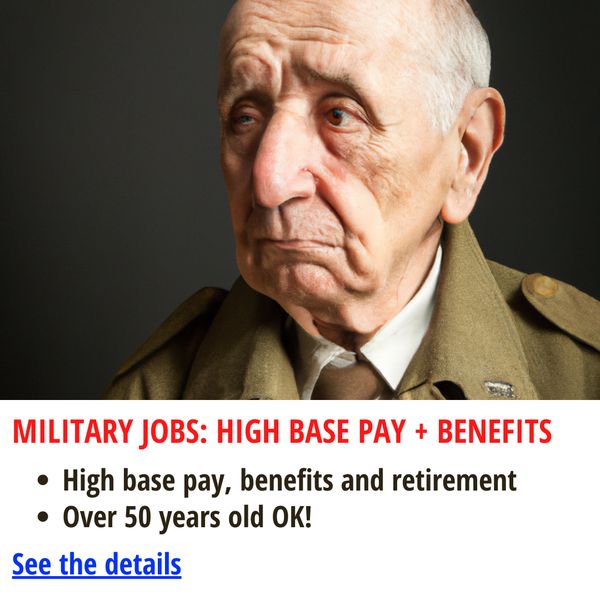 MILITARY JOBS: HIGH BASE PAY + BENEFITS
• High base pay, benefits and retirement
• Over 50 years old OK!
See the details